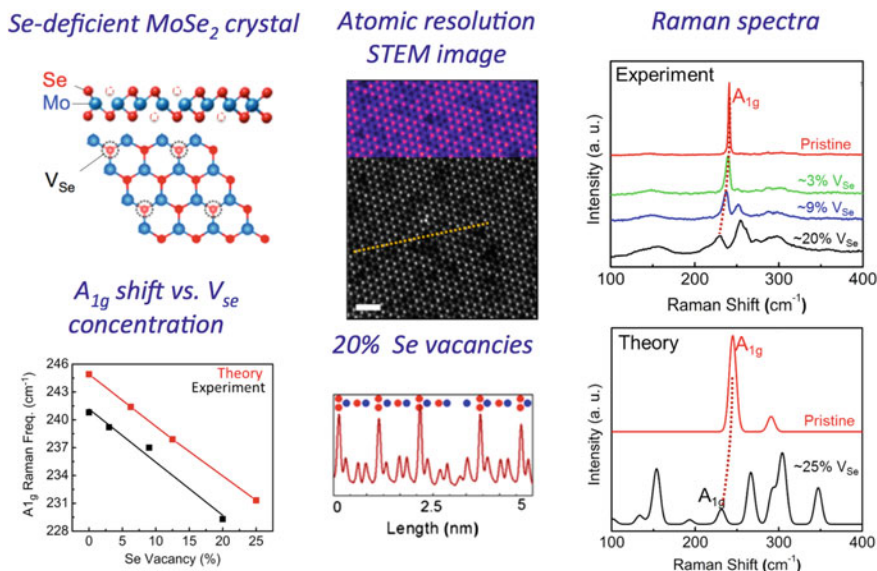 Se-deficient MoSe2 crystal
Se
Mo
VSe
A1g shift vs. Vse
concentration
A1g Raman Freq. (cm-1)
246
243
240
237
234
231
228
Theory
Experiment
0 5 10 15 20 25
Se Vacancy (%)
Atomic resolution
STEM image
20% Se vacancies
0 2.5 5
Length (nm)
Raman spectra
Experiment
A1g
Pristine
~3% VSe
~9% VSe
~20% VSe
Intensity (a. u.)
100 200 300 400
Raman Shift (cm-1)
Theory
A1g
Pristine
~25% VSe
A1g
Intensity (a. u.)
100 200 300 400
Raman Shift (cm-1)